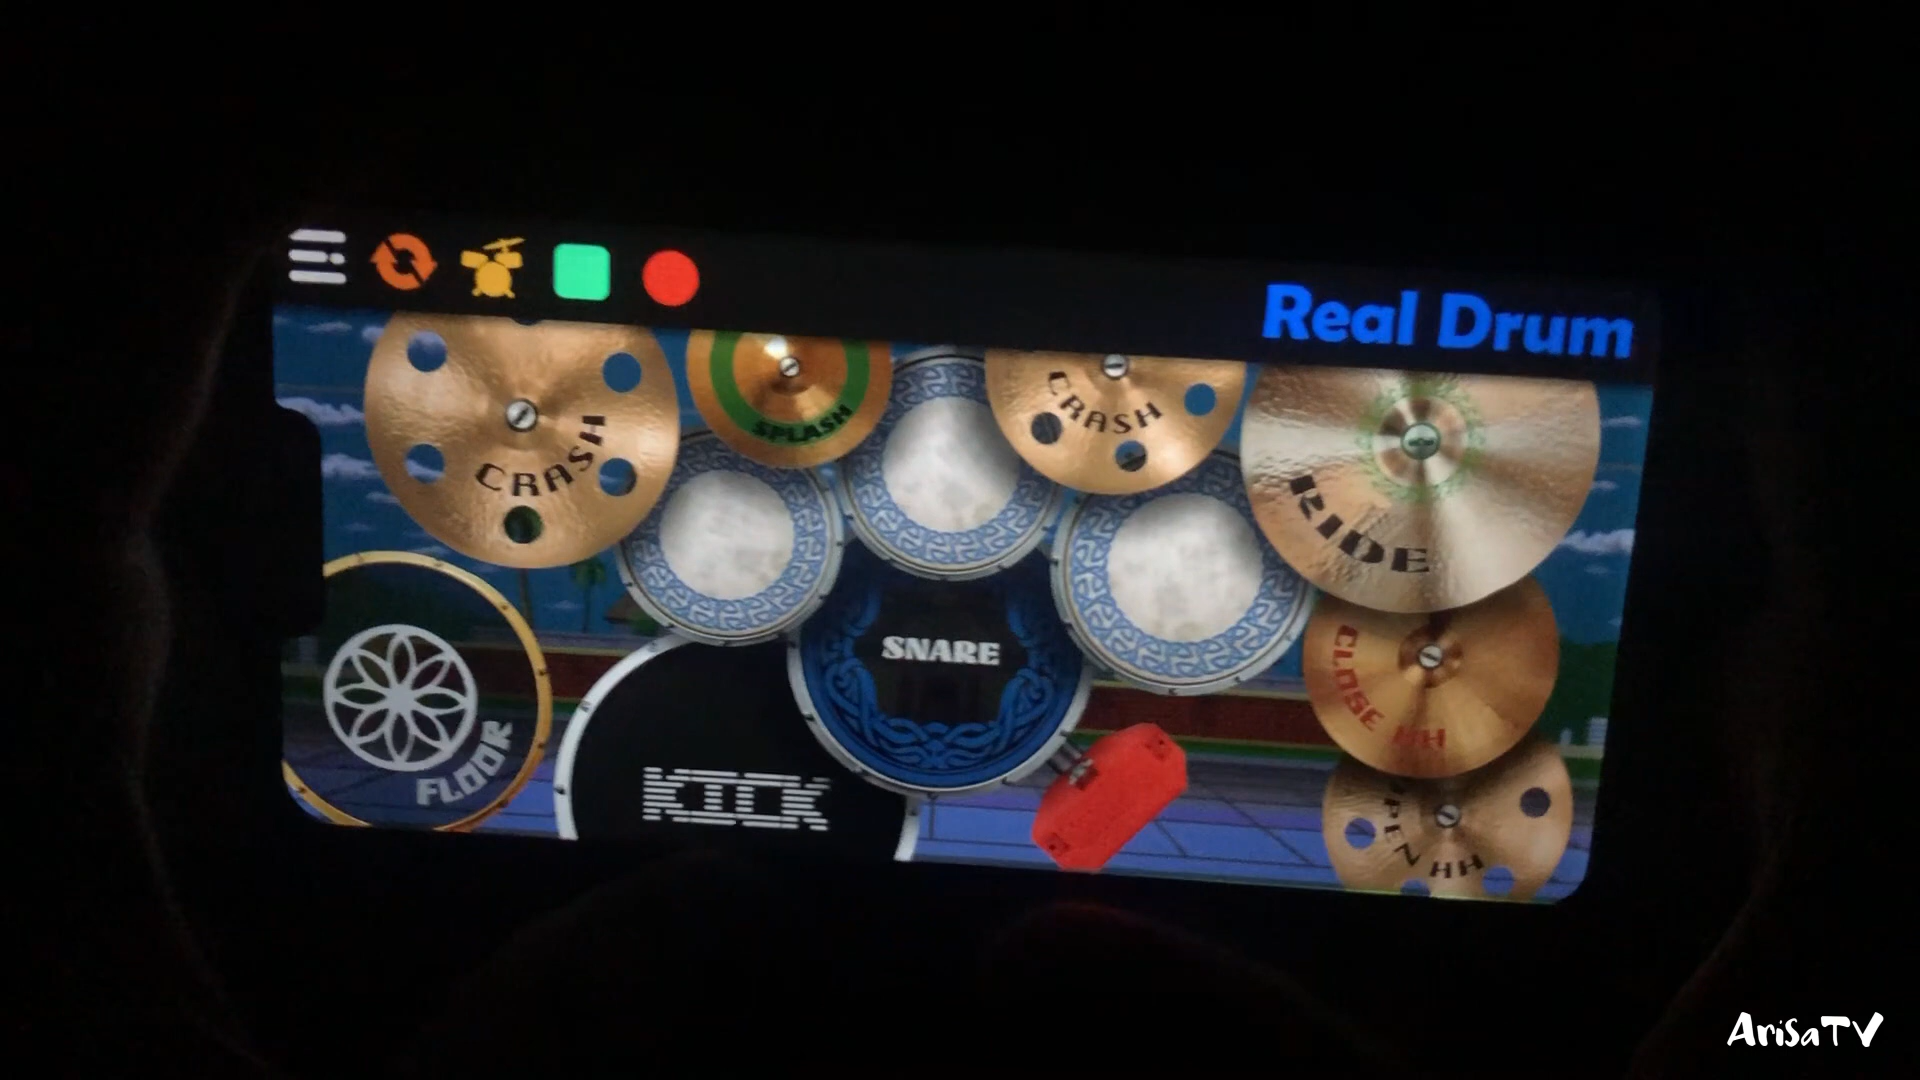 Real Drum
CRASH
SPLASH
CRASH
RIDE
SNARE
CLOSE HH
FLOOR
KICK
OPEN HH
ArisaTV